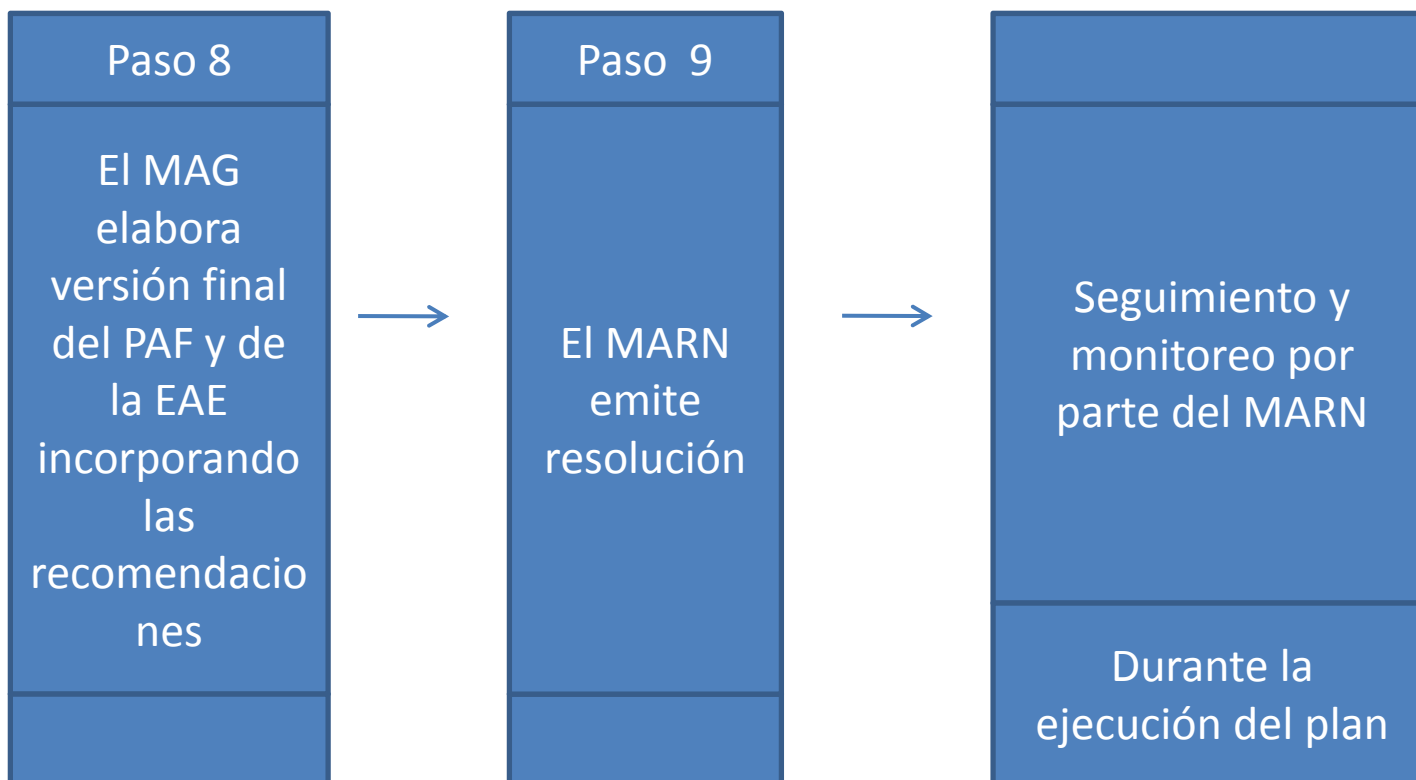 Paso 8
El MAG
elabora
versión final
del PAF y de
la EAE
incorporando
las
recomendacio
nes
Paso 9
El MARN
emite
resolución
Seguimiento y
monitoreo por
parte del MARN
Durante la
ejecución del plan